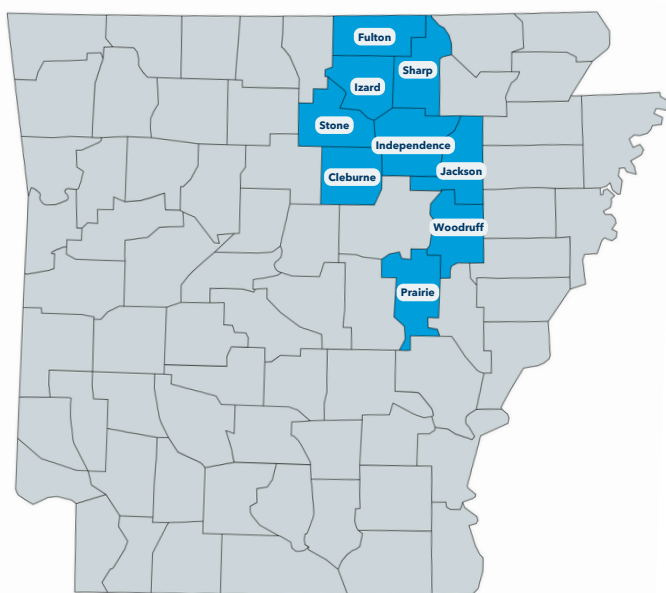 Fulton
Sharp
Izard
Stone
Independence
Jackson
Cleburne
Woodruff
Prairie